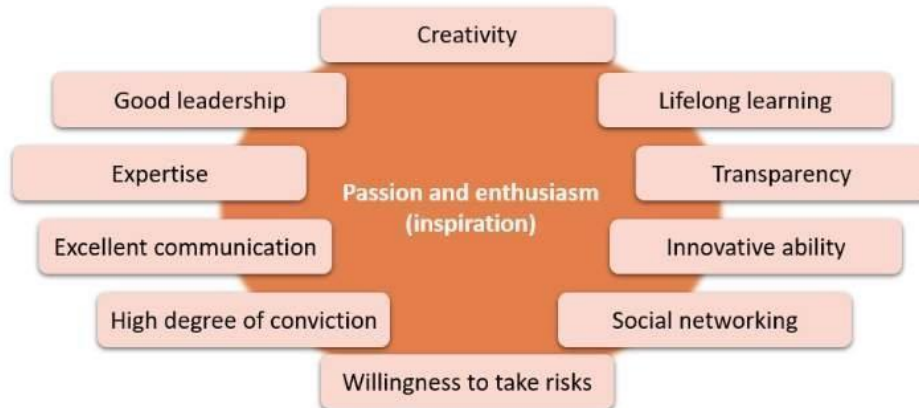 Creativity
Good leadership
Lifelong learning
Expertise
Transparency
Passion and enthusiasm
(inspiration)
Excellent communication
Innovative ability
High degree of conviction
Social networking
Willingness to take risks